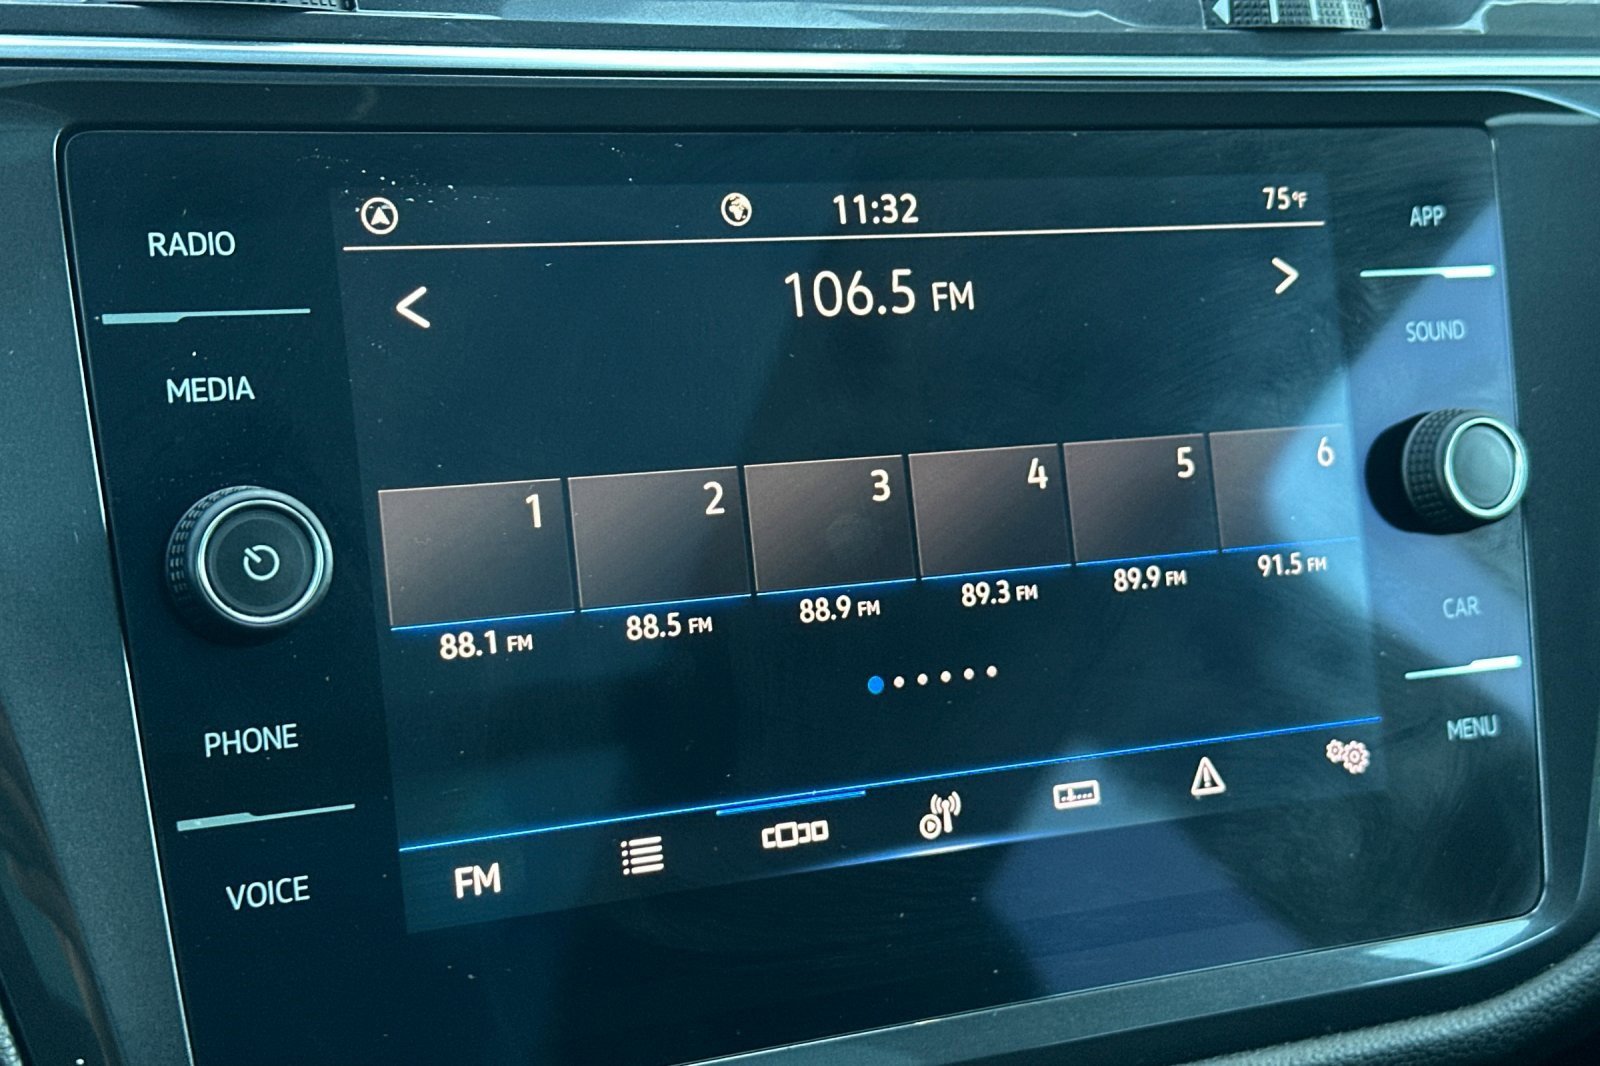 RADIO
MEDIA
PHONE
VOICE
11:32
75°F
106.5 FM
1
2
3
4
5
6
88.1 FM
88.5 FM
88.9 FM
89.3 FM
89.9 FM
91.5 FM
FM
APP
SOUND
CAR
MENU